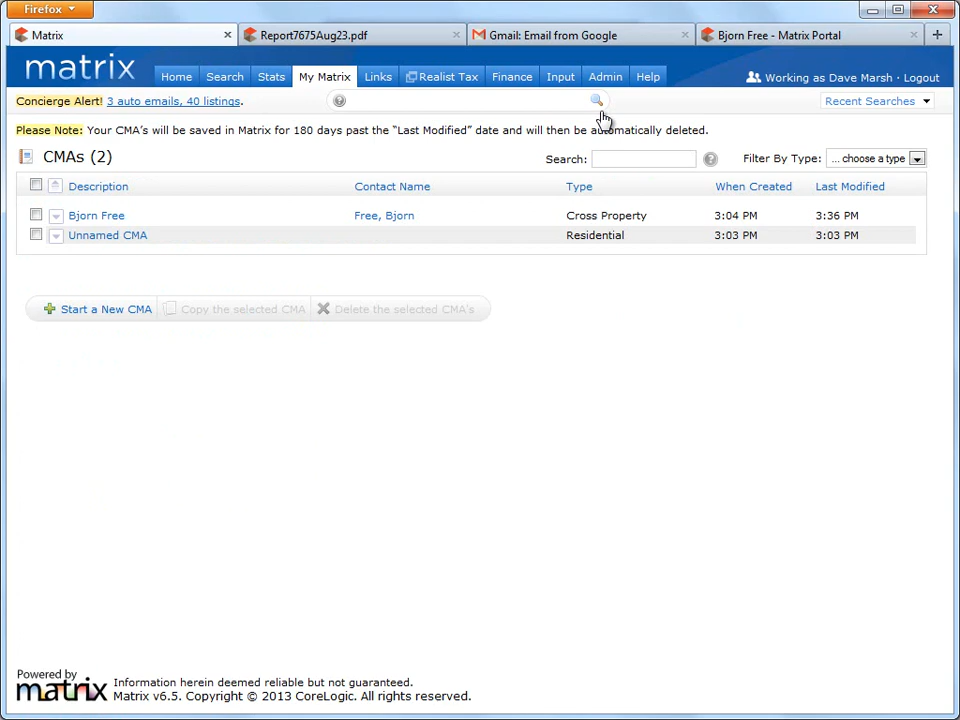 Firefox
Matrix
Report7675Aug23.pdf
Gmail: Email from Google
Bjorn Free - Matrix Portal
matrix
Home
Search
Stats
My Matrix
Links
Realist Tax
Finance
Input
Admin
Help
Working as Dave Marsh · Logout
Concierge Alert! 3 auto emails, 40 listings.
Recent Searches
Please Note: Your CMA's will be saved in Matrix for 180 days past the "Last Modified" date and will then be automatically deleted.
CMAs (2)
Search:
Filter By Type:
... choose a type
Description Contact Name Type When Created Last Modified
Bjorn Free Free, Bjorn Cross Property 3:04 PM 3:36 PM
Unnamed CMA Residential 3:03 PM 3:03 PM
Start a New CMA
Copy the selected CMA
Delete the selected CMA's
Powered by
matrix
Information herein deemed reliable but not guaranteed.
Matrix v6.5. Copyright © 2013 CoreLogic. All rights reserved.